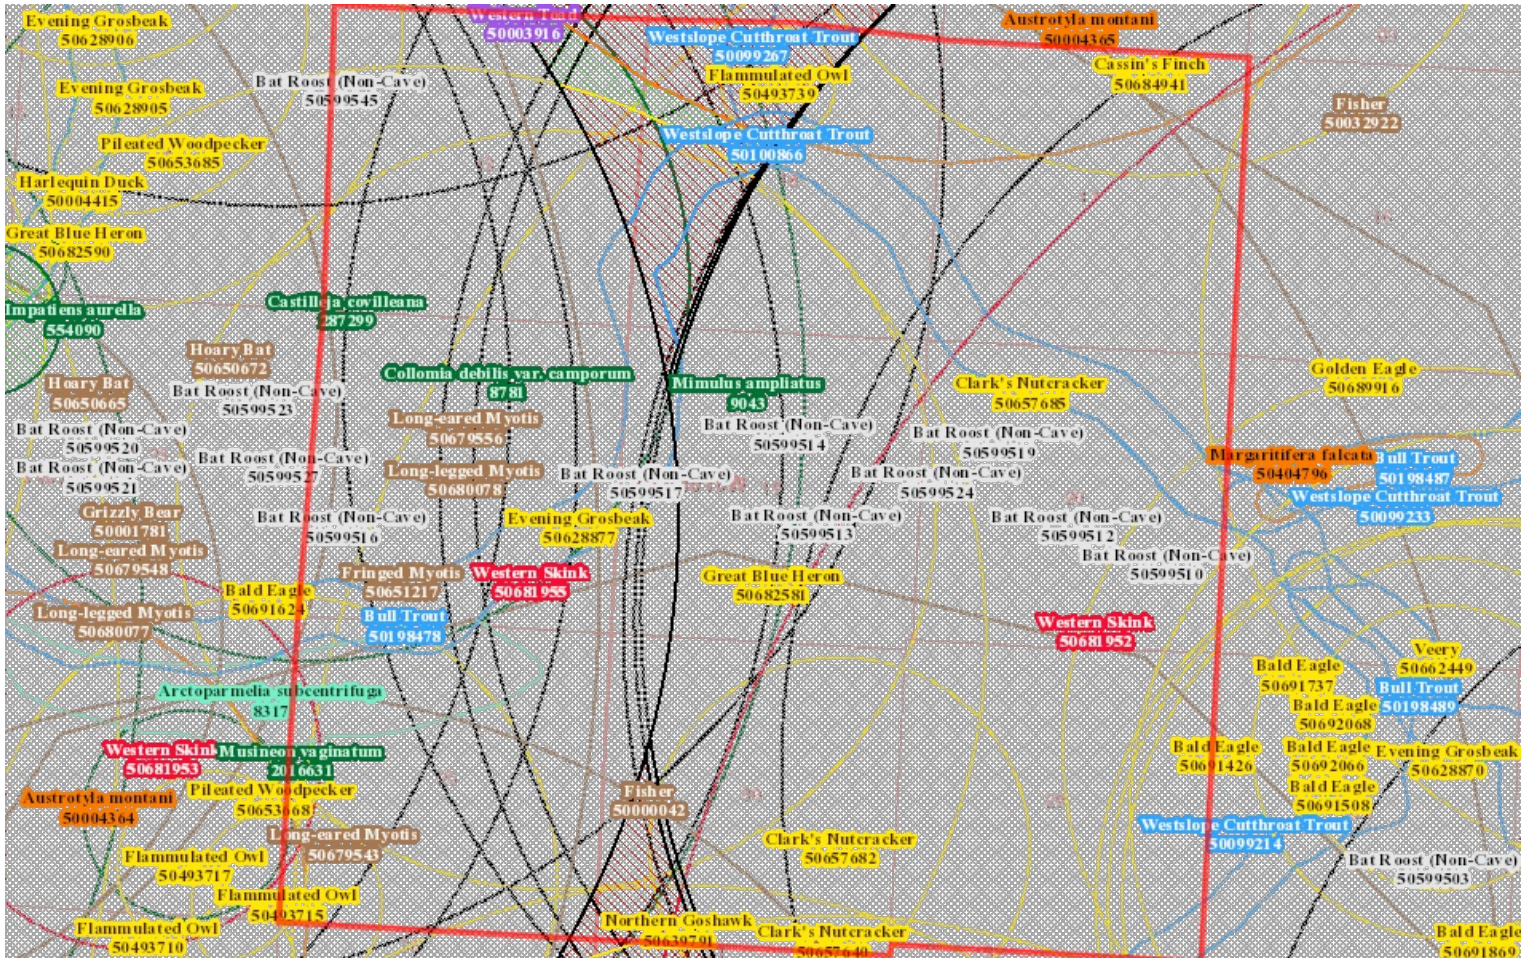 Evening Grosbeak
50628906
50003916
Westslope Cutthroat Trout
50099267
Austrotyla montani
50004365
Evening Grosbeak
50628905
Bat Roost (Non-Cave)
50599545
Flammulated Owl
50493739
Cassin's Finch
50684941
Fisher
50032922
Pileated Woodpecker
50653685
Westslope Cutthroat Trout
50100866
Harlequin Duck
50004415
Great Blue Heron
50682590
Impatiens aurella
554090
Castilleja covilleana
287299
Hoary Bat
50650672
Hoary Bat
50650665
Bat Roost (Non-Cave)
50599523
Collomia debilis var. camporum
8781
Mimulus ampliatus
9043
Clark's Nutcracker
50657685
Golden Eagle
50689916
Long-eared Myotis
50679556
Bat Roost (Non-Cave)
50599514
Bat Roost (Non-Cave)
50599519
Bat Roost (Non-Cave)
50599520
Bat Roost (Non-Cave)
50599521
Bat Roost (Non-Cave)
50599527
Long-legged Myotis
50680078
Bat Roost (Non-Cave)
50599517
Bat Roost (Non-Cave)
50599524
Margaritifera falcata
50404796
Bull Trout
50198487
Westslope Cutthroat Trout
50099233
Grizzly Bear
50001781
Bat Roost (Non-Cave)
50599516
Evening Grosbeak
50628877
Bat Roost (Non-Cave)
50599513
Bat Roost (Non-Cave)
50599512
Long-eared Myotis
50679548
Bat Roost (Non-Cave)
50599510
Fringed Myotis
50651217
Western Skink
50681955
Great Blue Heron
50682581
Bald Eagle
50691624
Long-legged Myotis
50680077
Bull Trout
50198478
Western Skink
50681952
Veery
50662449
Bald Eagle
50691737
Arctoparmelia subcentrifuga
8317
Bull Trout
50198489
Bald Eagle
50692068
Western Skink
50681953
Musineon vaginatum
2016631
Bald Eagle
50691426
Bald Eagle
50692066
Evening Grosbeak
50628870
Austrotyla montani
50004364
Pileated Woodpecker
50653668
Fisher
50000042
Bald Eagle
50691508
Long-eared Myotis
50679543
Clark's Nutcracker
50657682
Westslope Cutthroat Trout
50099214
Flammulated Owl
50493717
Bat Roost (Non-Cave)
50599503
Flammulated Owl
50493715
Flammulated Owl
50493710
Northern Goshawk
50639791
Clark's Nutcracker
50657640
Bald Eagle
50691869